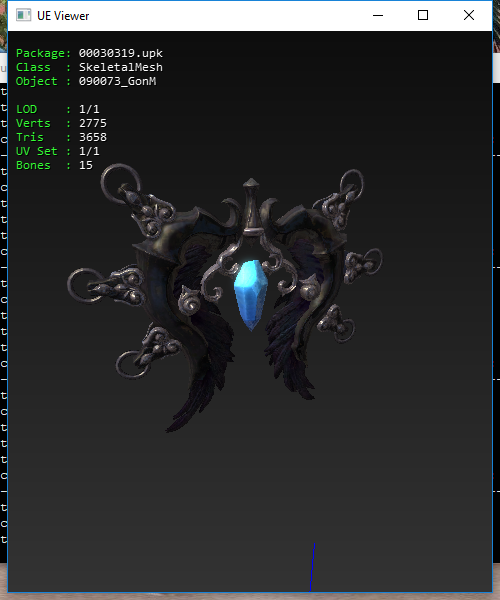 UE Viewer
Package: 00030319.upk
Class : SkeletalMesh
Object : 090073_GonM
LOD : 1/1
Verts : 2775
Tris : 3658
UV Set : 1/1
Bones : 15